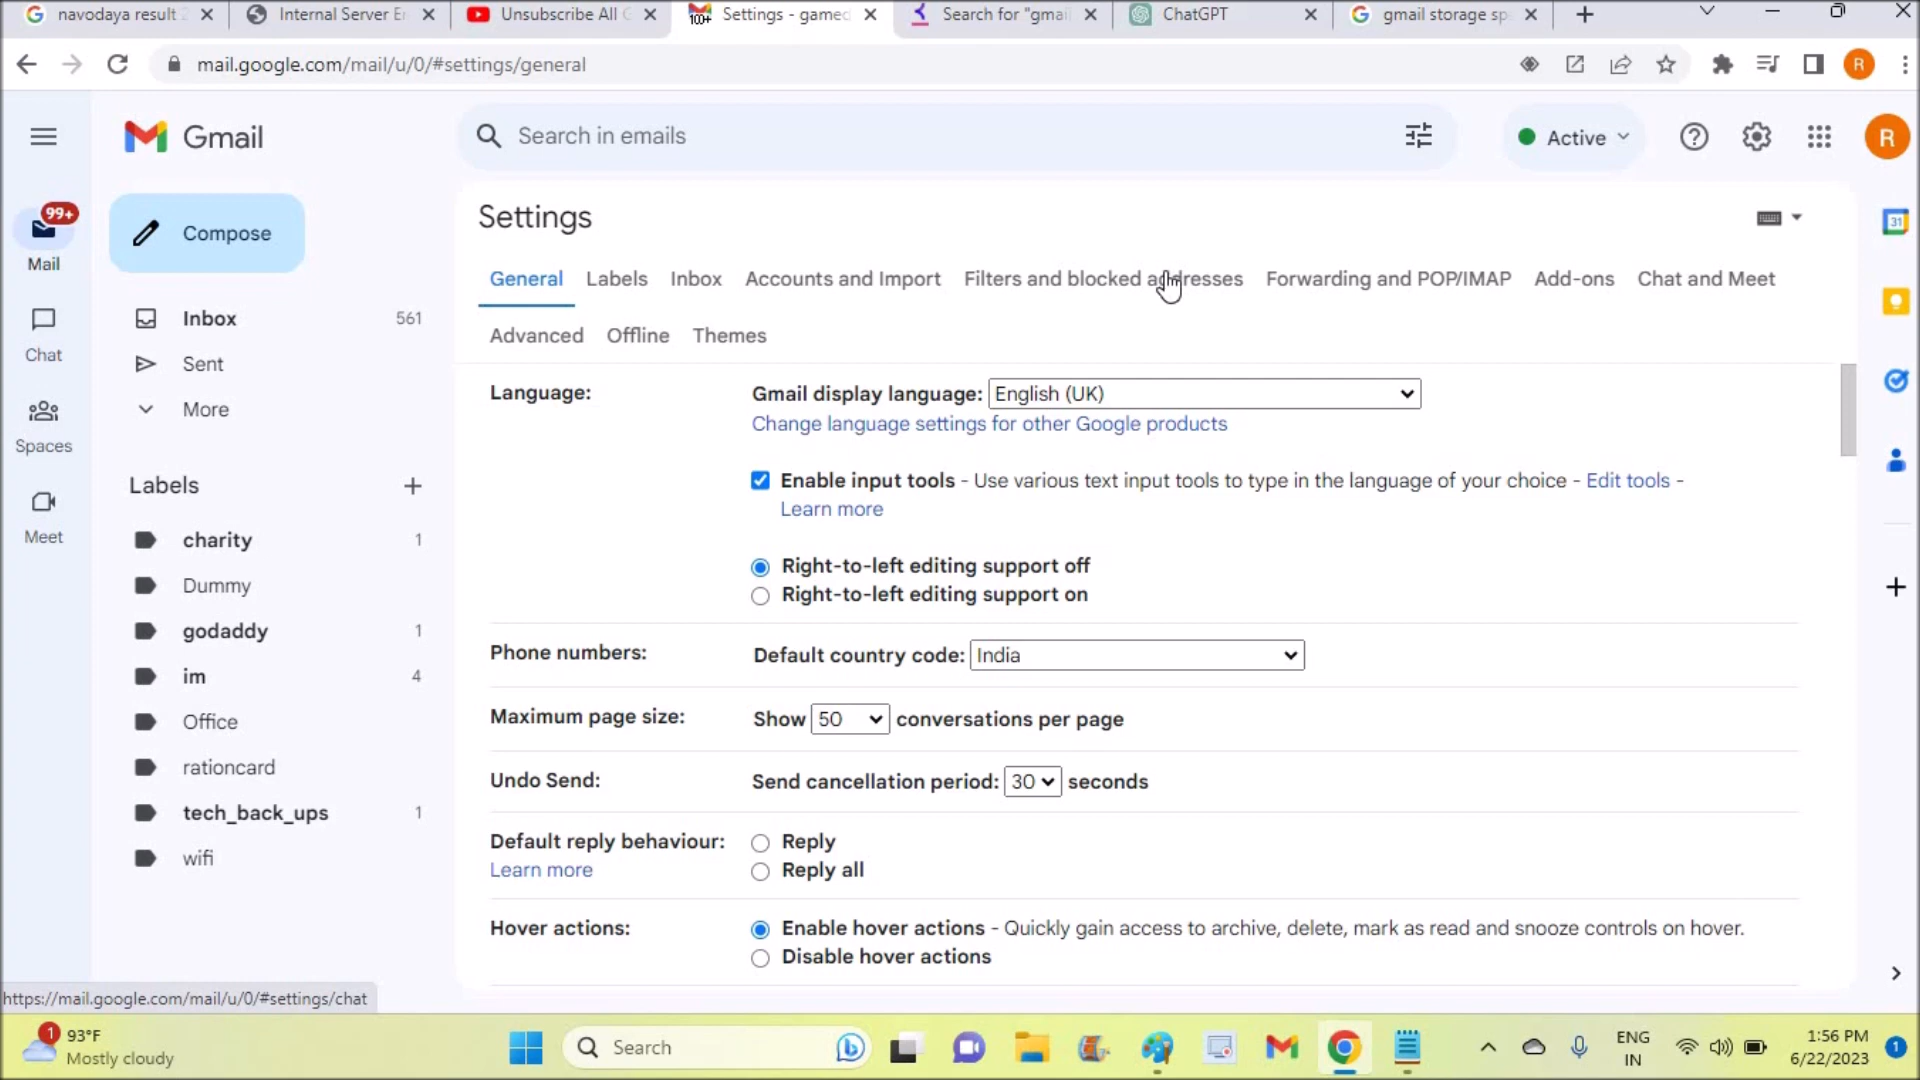 navodaya result 2
Internal Server Er
Unsubscribe All G
100+
Settings - gamed
Search for "gmai
ChatGPT
gmail storage sp
mail.google.com/mail/u/0/#settings/general
R
Gmail
Search in emails
Active
R
99+
Mail
Chat
Spaces
Meet
Compose
Inbox 561
Sent
More
Labels
charity 1
Dummy
godaddy 1
im 4
Office
rationcard
tech_back_ups 1
wifi
Settings
General Labels Inbox Accounts and Import Filters and blocked addresses Forwarding and POP/IMAP Add-ons Chat and Meet
Advanced Offline Themes
Language: Gmail display language: English (UK)
Change language settings for other Google products
Enable input tools - Use various text input tools to type in the language of your choice - Edit tools -
Learn more
Right-to-left editing support off
Right-to-left editing support on
Phone numbers: Default country code: India
Maximum page size: Show 50 conversations per page
Undo Send: Send cancellation period: 30 seconds
Default reply behaviour: Reply
Learn more Reply all
Hover actions: Enable hover actions - Quickly gain access to archive, delete, mark as read and snooze controls on hover.
Disable hover actions
31
https://mail.google.com/mail/u/0/#settings/chat
1
93°F
Mostly cloudy
Search
ENG
IN
1:56 PM
6/22/2023
1